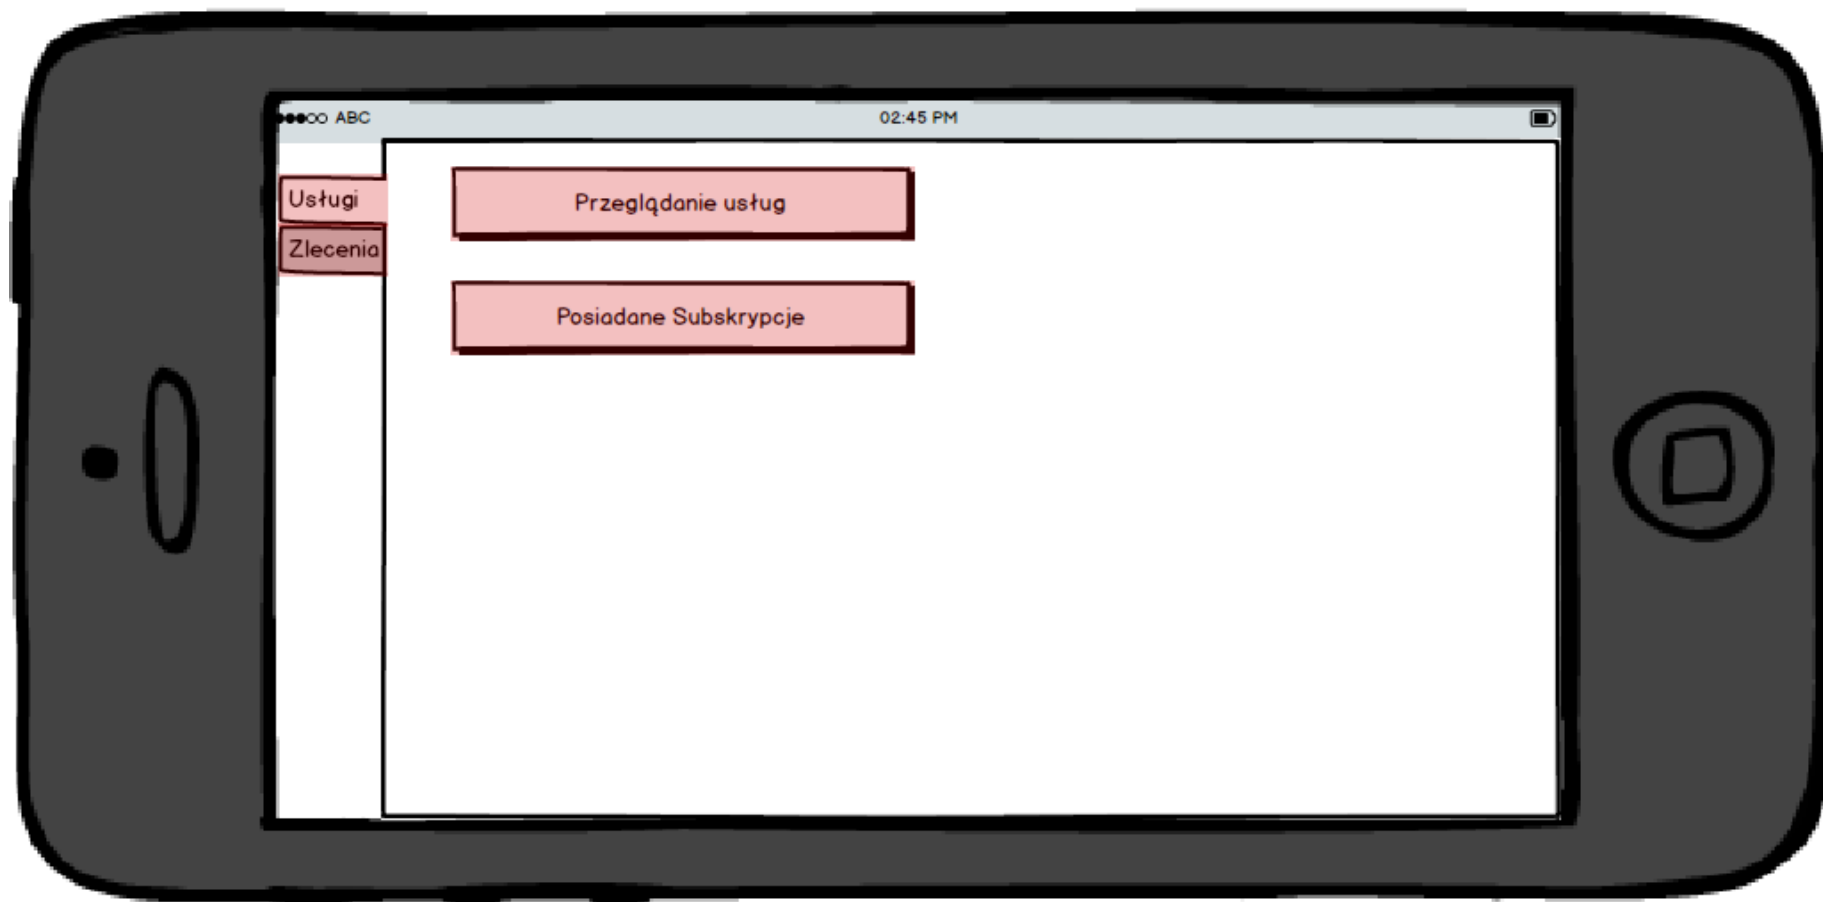 ABC
02:45 PM
Usługi
Zlecenia
Przeglądanie usług
Posiadane Subskrypcje